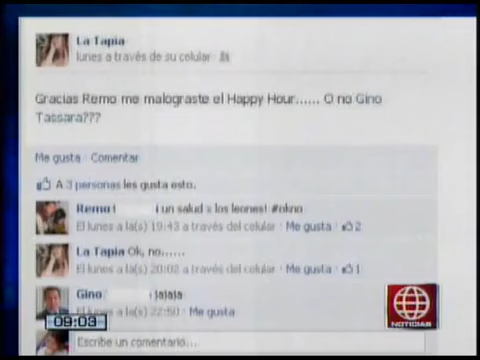 La Tapia
lunes a través de su celular
Gracias Remo me malograste el Happy Hour...... O no Gino
Tassara???
Me gusta · Comentar
A 3 personas les gusta esto.
Remo un salud x los leones! #okno
El lunes a la(s) 19:43 a través del celular · Me gusta · 2
La Tapia Ok, no......
El lunes a la(s) 20:02 a través del celular · Me gusta · 1
Gino jajaja
El lunes a la(s) 22:50 · Me gusta
Escribe un comentario...
09:03
NOTICIAS